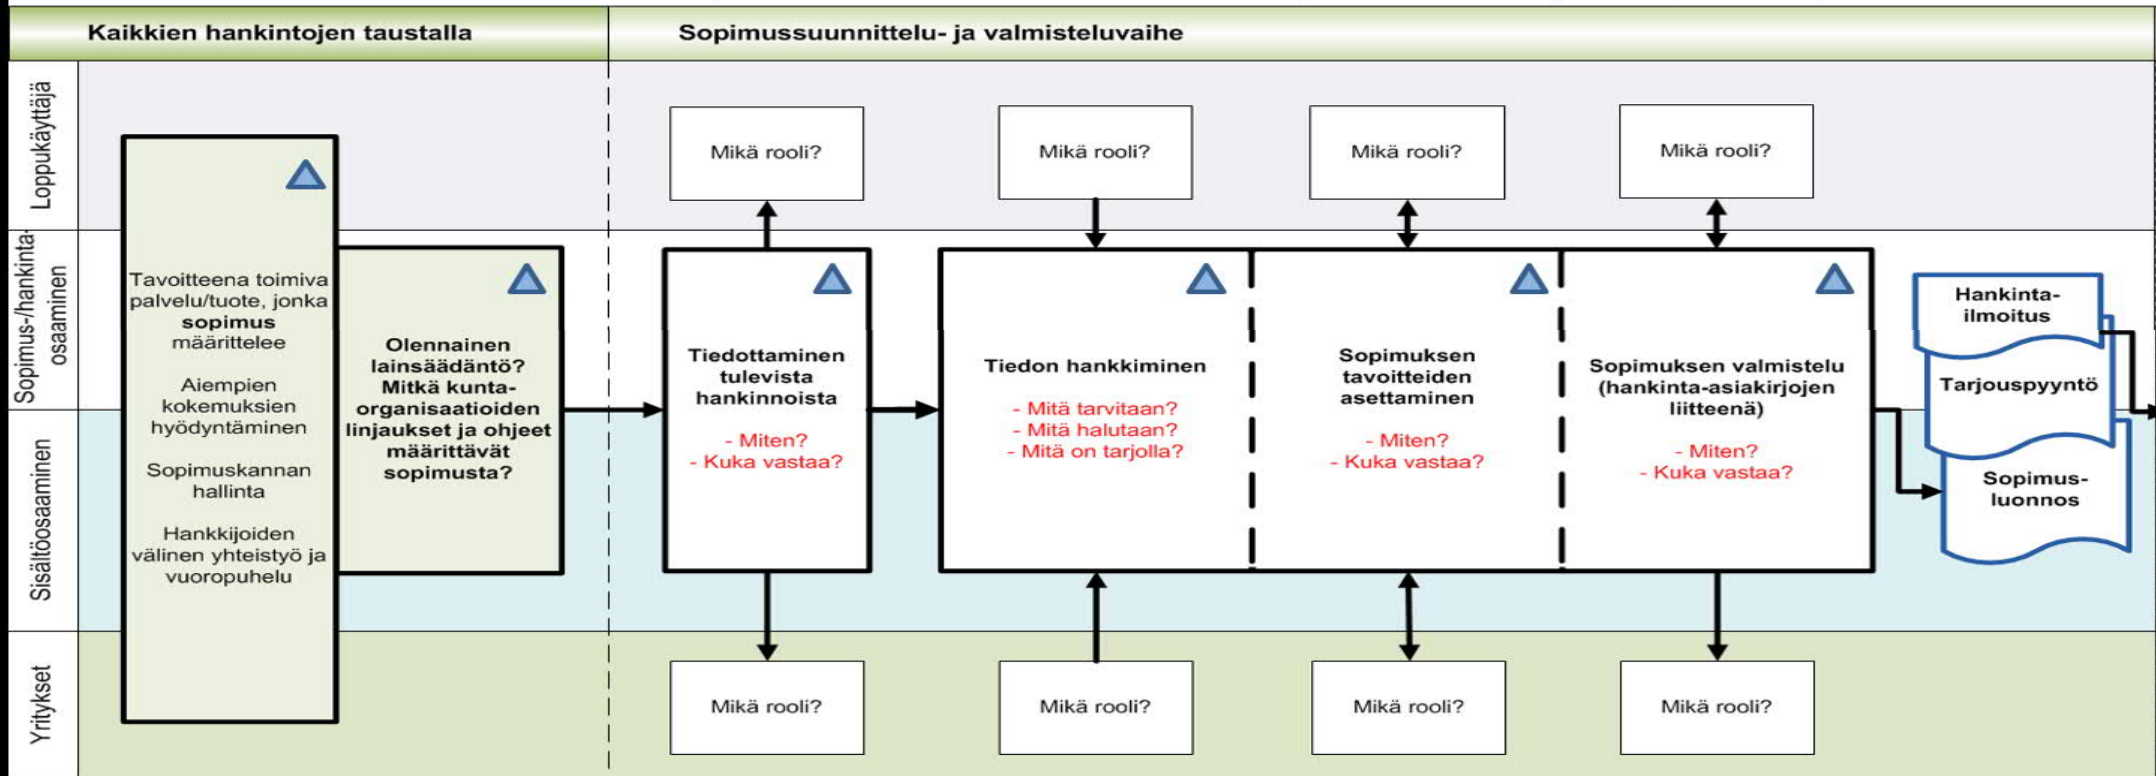 Kaikkien hankintojen taustalla
Sopimussuunnittelu- ja valmisteluvaihe
Loppukäyttäjä
Mikä rooli?
Mikä rooli?
Mikä rooli?
Mikä rooli?
Sopimus-/hankinta-
osaaminen
Sisältöosaaminen
Tavoitteena toimiva
palvelu/tuote, jonka
sopimus
määrittelee
Aiempien
kokemuksien
hyödyntäminen
Sopimuskannan
hallinta
Hankkijoiden
välinen yhteistyö ja
vuoropuhelu
Olennainen
lainsäädäntö?
Mitkä kunta-
organisaatioiden
linjaukset ja ohjeet
määrittävät
sopimusta?
Tiedottaminen
tulevista
hankinnoista
- Miten?
- Kuka vastaa?
Tiedon hankkiminen
- Mitä tarvitaan?
- Mitä halutaan?
- Mitä on tarjolla?
Sopimuksen
tavoitteiden
asettaminen
- Miten?
- Kuka vastaa?
Sopimuksen valmistelu
(hankinta-asiakirjojen
liitteenä)
- Miten?
- Kuka vastaa?
Hankinta-
ilmoitus
Tarjouspyyntö
Sopimus-
luonnos
Yritykset
Mikä rooli?
Mikä rooli?
Mikä rooli?
Mikä rooli?